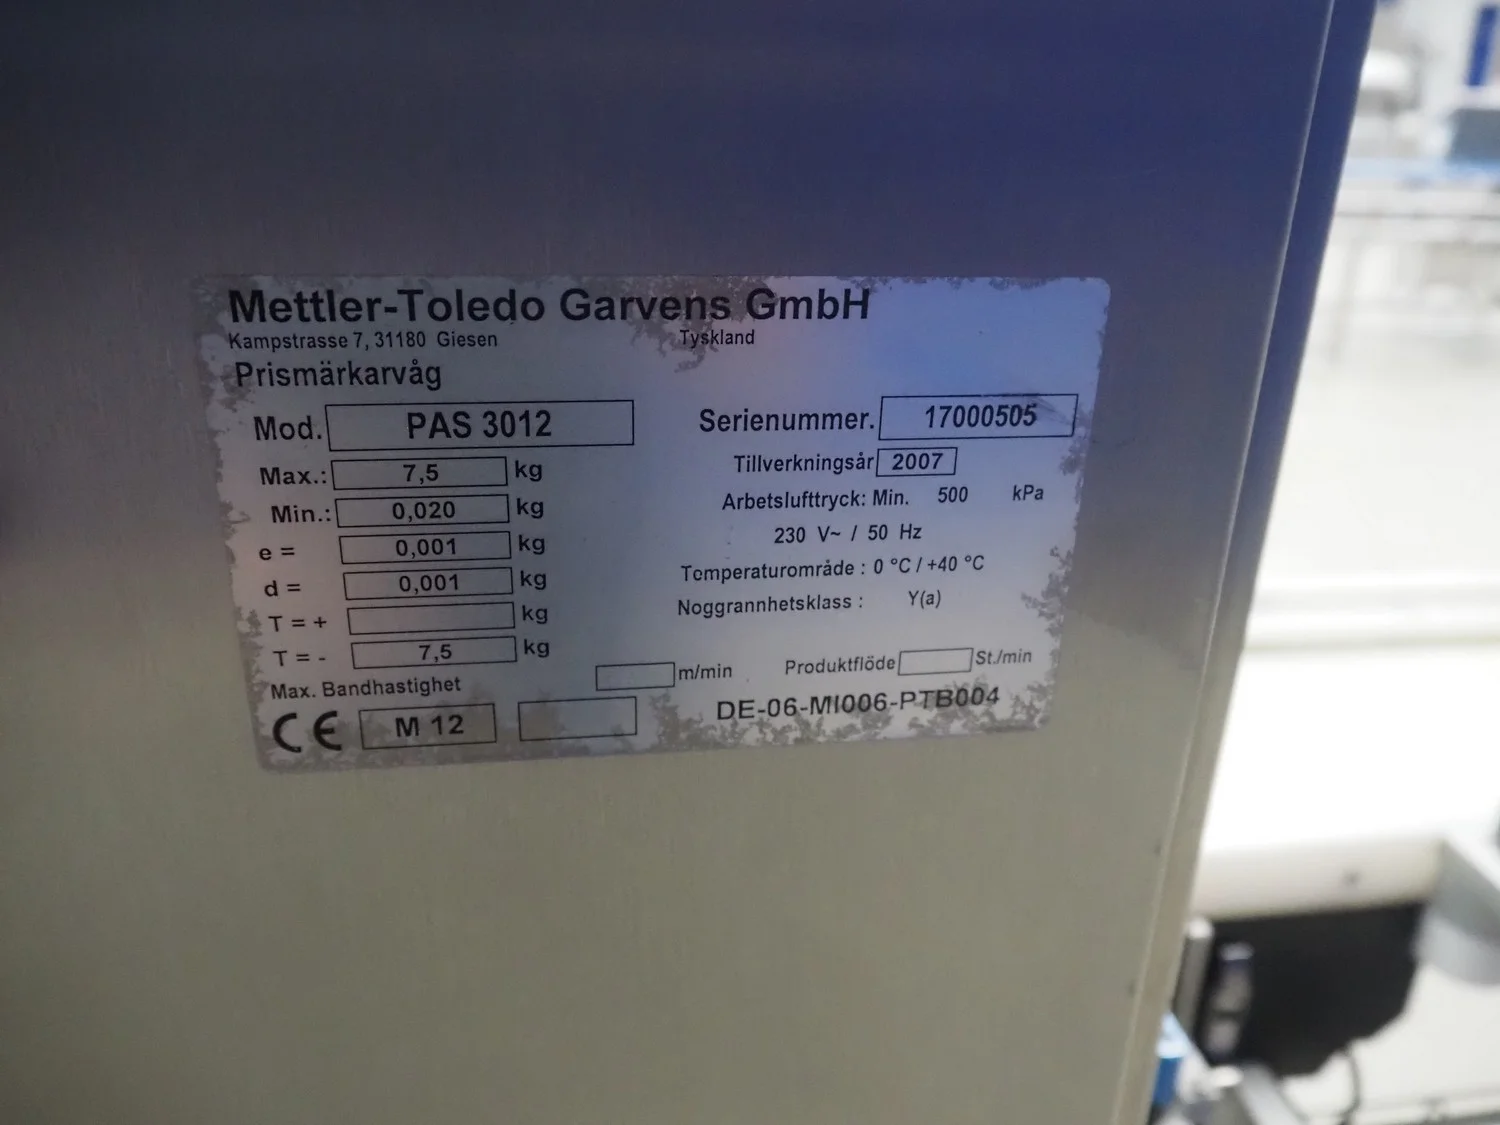 Mettler-Toledo Garvens GmbH
Kampstrasse 7, 31180 Giesen Tyskland
Prismärkarvåg
Mod. PAS 3012 Serienummer. 17000505
Max.: 7,5 kg Tillverkningsår 2007
Min.: 0,020 kg Arbetslufttryck: Min. 500 kPa
e = 0,001 kg 230 V~ / 50 Hz
d = 0,001 kg Temperaturområde : 0 °C / +40 °C
T = + kg Noggrannhetsklass : Y(a)
T = - 7,5 kg
Max. Bandhastighet m/min Produktflöde St./min
CE M 12 DE-06-MI006-PTB004